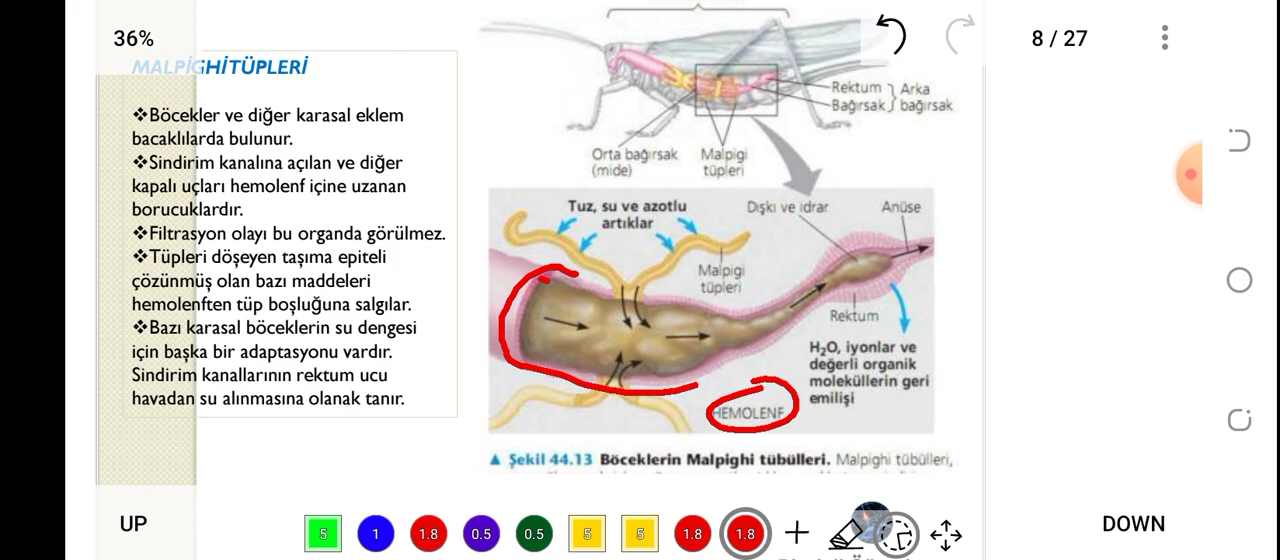 36%
8 / 27
MALPİGHİTÜPLERİ
❖Böcekler ve diğer karasal eklem
bacaklılarda bulunur.
❖Sindirim kanalına açılan ve diğer
kapalı uçları hemolenf içine uzanan
borucuklardır.
❖Filtrasyon olayı bu organda görülmez.
❖Tüpleri döşeyen taşıma epiteli
çözünmüş olan bazı maddeleri
hemolenften tüp boşluğuna salgılar.
❖Bazı karasal böceklerin su dengesi
için başka bir adaptasyonu vardır.
Sindirim kanallarının rektum ucu
havadan su alınmasına olanak tanır.
Rektum
Bağırsak
Arka
bağırsak
Orta bağırsak
(mide)
Malpigi
tüpleri
Tuz, su ve azotlu
artıklar
Dışkı ve idrar
Anüse
Malpigi
tüpleri
Rektum
H₂O, iyonlar ve
değerli organik
moleküllerin geri
emilişi
HEMOLENF
▲ Şekil 44.13 Böceklerin Malpighi tübülleri. Malpighi tübülleri,
UP
5
1
1.8
0.5
0.5
5
5
1.8
1.8
DOWN